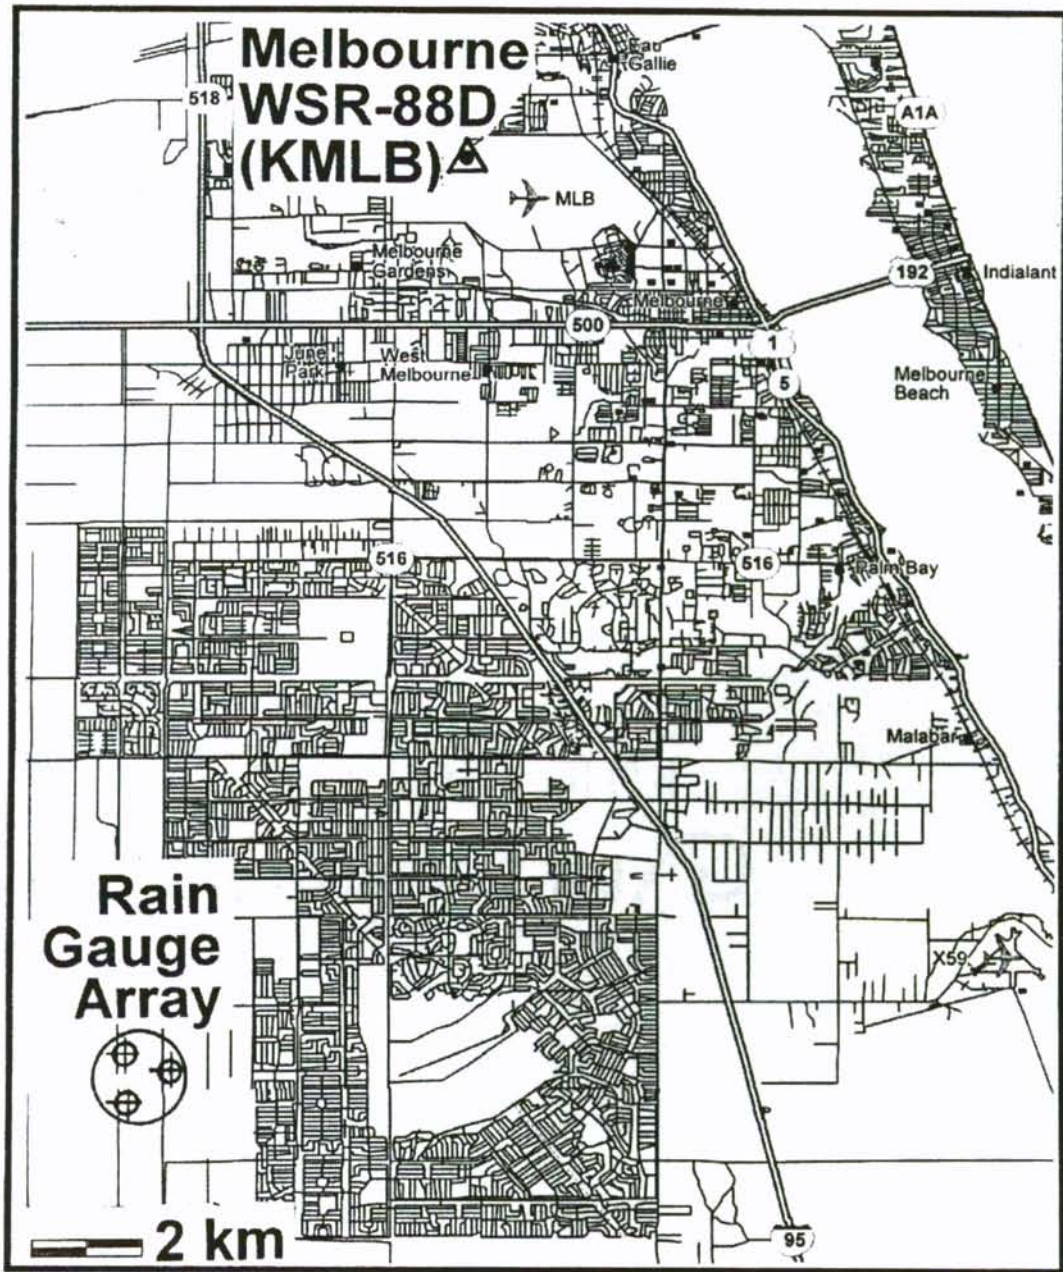 Melbourne
WSR-88D
(KMLB)
518
Eau
Gallie
A1A
MLB
Melbourne
Gardens
192
Indialant
Melbourne
500
1
June
Park
West
Melbourne
5
Melbourne
Beach
516
516
Palm Bay
Malabar
Rain
Gauge
Array
X59
2 km
95